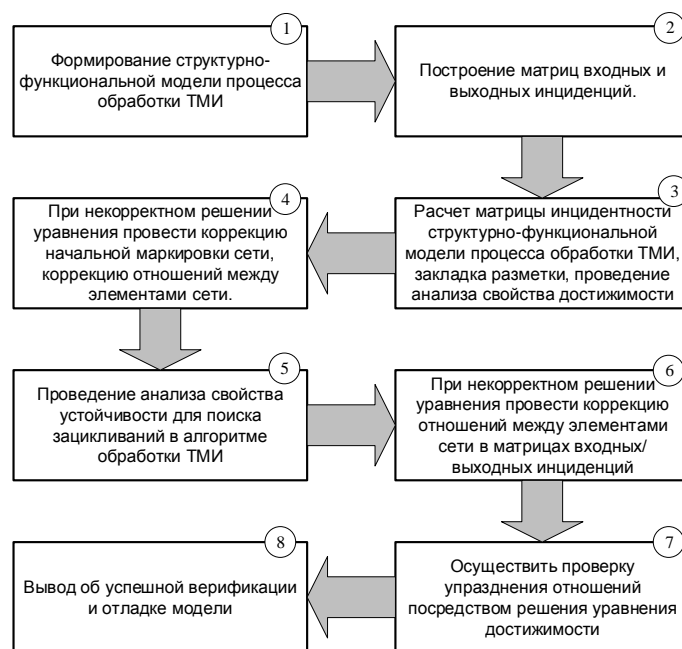 1
Формирование структурно-
функциональной модели процесса
обработки ТМИ
2
Построение матриц входных и
выходных инциденций.
3
Расчет матрицы инцидентности
структурно-функциональной
модели процесса обработки ТМИ,
закладка разметки, проведение
анализа свойства достижимости
4
При некорректном решении
уравнения провести коррекцию
начальной маркировки сети,
коррекцию отношений между
элементами сети.
5
Проведение анализа свойства
устойчивости для поиска
зацикливаний в алгоритме
обработки ТМИ
6
При некорректном решении
уравнения провести коррекцию
отношений между элементами
сети в матрицах входных/
выходных инциденций
7
Осуществить проверку
упразднения отношений
посредством решения уравнения
достижимости
8
Вывод об успешной верификации
и отладке модели